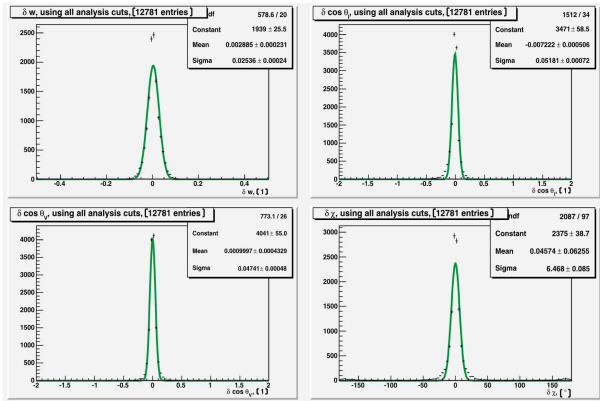 δ w, using all analysis cuts, [12781 entries]
df 578.6 / 20
Constant 1939 ± 25.5
Mean 0.002885 ± 0.000231
Sigma 0.02536 ± 0.00024
2500
2000
1500
1000
500
0
-0.4 -0.2 0 0.2 0.4
δ w, [1]
δ cos θl, using all analysis cuts, [12781 entries]
1512 / 34
Constant 3471 ± 58.5
Mean -0.007222 ± 0.000506
Sigma 0.05181 ± 0.00072
4000
3500
3000
2500
2000
1500
1000
500
0
-2 -1.5 -1 -0.5 0 0.5 1 1.5 2
δ cos θl, [1]
δ cos θV, using all analysis cuts, [12781 entries]
773.1 / 26
Constant 4041 ± 55.0
Mean 0.0009997 ± 0.0004329
Sigma 0.04741 ± 0.00048
4000
3500
3000
2500
2000
1500
1000
500
0
-2 -1.5 -1 -0.5 0 0.5 1 1.5 2
δ cos θV, [1]
δ χ, using all analysis cuts, [12781 entries]
ndf 2087 / 97
Constant 2375 ± 38.7
Mean 0.04574 ± 0.06255
Sigma 6.468 ± 0.085
3000
2500
2000
1500
1000
500
0
-150 -100 -50 0 50 100 150
δ χ, [°]